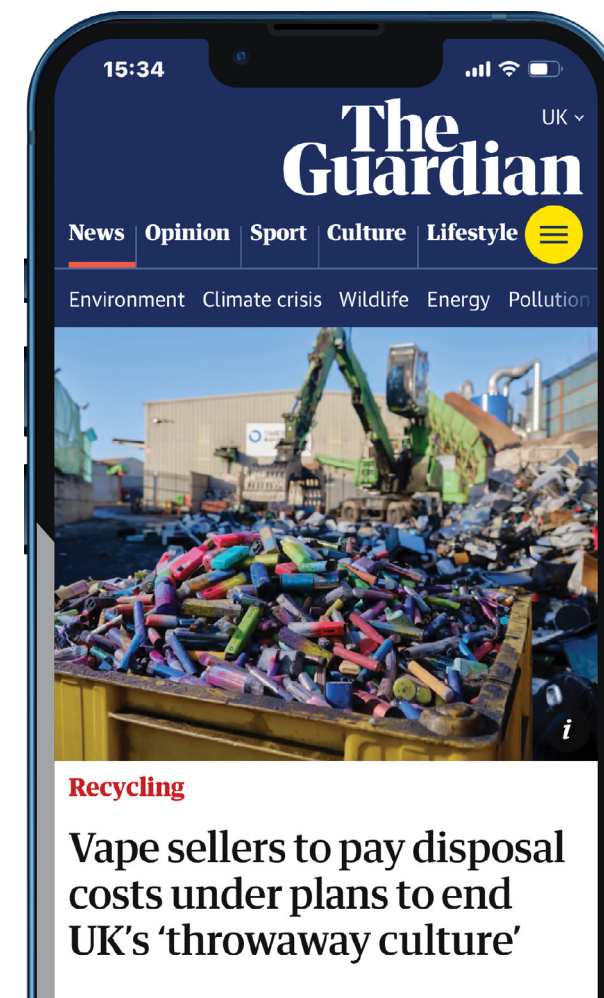 15:34
The
Guardian
UK
News Opinion Sport Culture Lifestyle
Environment Climate crisis Wildlife Energy Pollution
i
Recycling
Vape sellers to pay disposal
costs under plans to end
UK’s ‘throwaway culture’